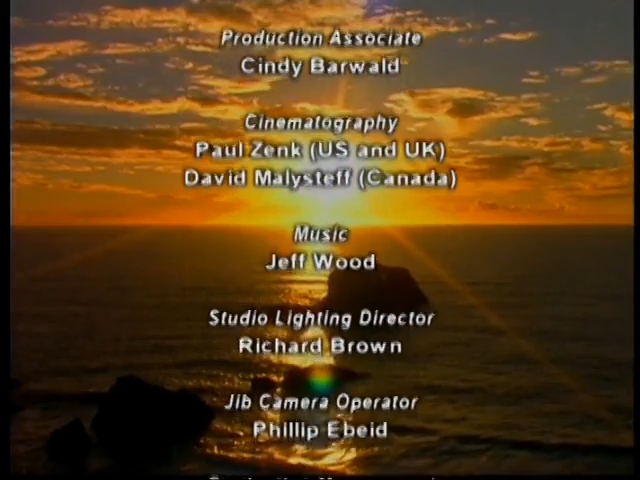 Production Associate
Cindy Barwald
Cinematography
Paul Zenk (US and UK)
David Malysteff (Canada)
Music
Jeff Wood
Studio Lighting Director
Richard Brown
Jib Camera Operator
Phillip Ebeid